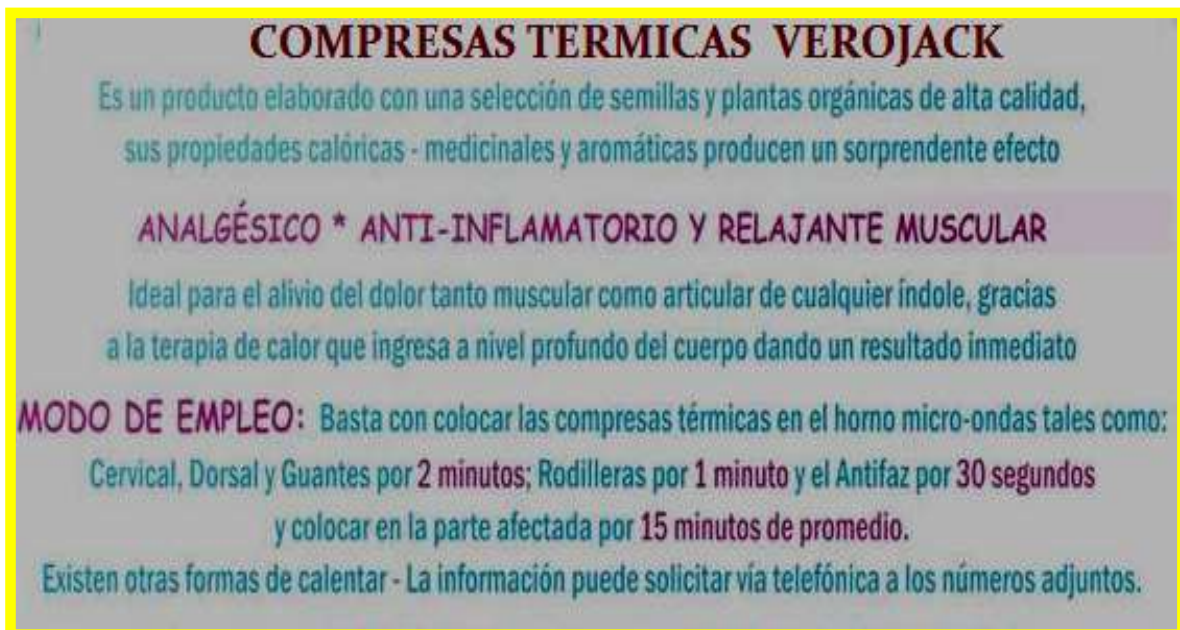 COMPRESAS TERMICAS VEROJACK
Es un producto elaborado con una selección de semillas y plantas orgánicas de alta calidad,
sus propiedades calóricas - medicinales y aromáticas producen un sorprendente efecto
ANALGÉSICO * ANTI-INFLAMATORIO Y RELAJANTE MUSCULAR
Ideal para el alivio del dolor tanto muscular como articular de cualquier índole, gracias
a la terapia de calor que ingresa a nivel profundo del cuerpo dando un resultado inmediato
MODO DE EMPLEO: Basta con colocar las compresas térmicas en el horno micro-ondas tales como:
Cervical, Dorsal y Guantes por 2 minutos; Rodilleras por 1 minuto y el Antifaz por 30 segundos
y colocar en la parte afectada por 15 minutos de promedio.
Existen otras formas de calentar - La información puede solicitar vía telefónica a los números adjuntos.